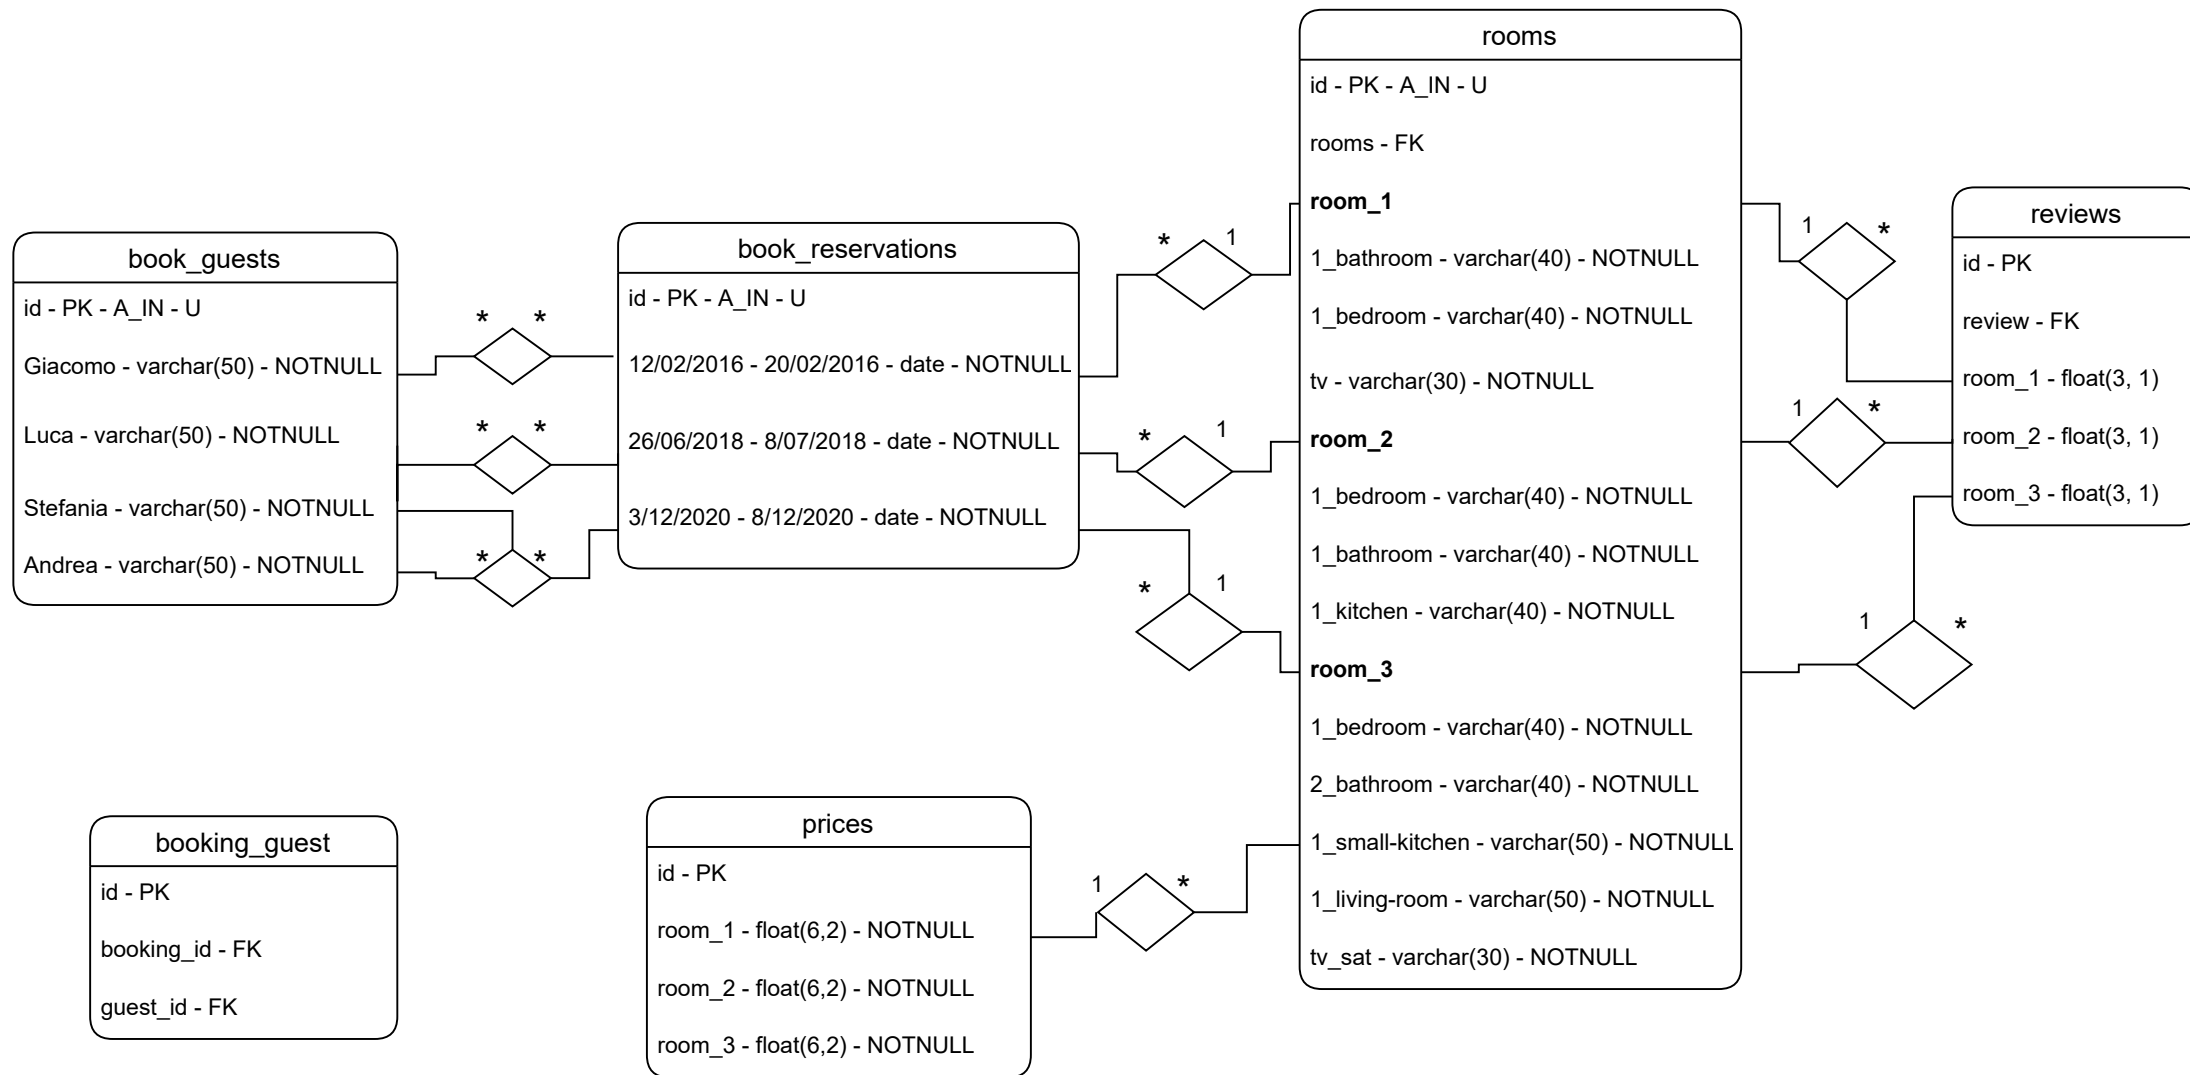 book_guests
id - PK - A_IN - U
Giacomo - varchar(50) - NOTNULL
Luca - varchar(50) - NOTNULL
Stefania - varchar(50) - NOTNULL
Andrea - varchar(50) - NOTNULL
* *
* *
* *
book_reservations
id - PK - A_IN - U
12/02/2016 - 20/02/2016 - date - NOTNULL
26/06/2018 - 8/07/2018 - date - NOTNULL
3/12/2020 - 8/12/2020 - date - NOTNULL
* 1
* 1
* 1
rooms
id - PK - A_IN - U
rooms - FK
room_1
1_bathroom - varchar(40) - NOTNULL
1_bedroom - varchar(40) - NOTNULL
tv - varchar(30) - NOTNULL
room_2
1_bedroom - varchar(40) - NOTNULL
1_bathroom - varchar(40) - NOTNULL
1_kitchen - varchar(40) - NOTNULL
room_3
1_bedroom - varchar(40) - NOTNULL
2_bathroom - varchar(40) - NOTNULL
1_small-kitchen - varchar(50) - NOTNULL
1_living-room - varchar(50) - NOTNULL
tv_sat - varchar(30) - NOTNULL
1 *
1 *
1 *
reviews
id - PK
review - FK
room_1 - float(3, 1)
room_2 - float(3, 1)
room_3 - float(3, 1)
booking_guest
id - PK
booking_id - FK
guest_id - FK
prices
id - PK
room_1 - float(6,2) - NOTNULL
room_2 - float(6,2) - NOTNULL
room_3 - float(6,2) - NOTNULL
1 *